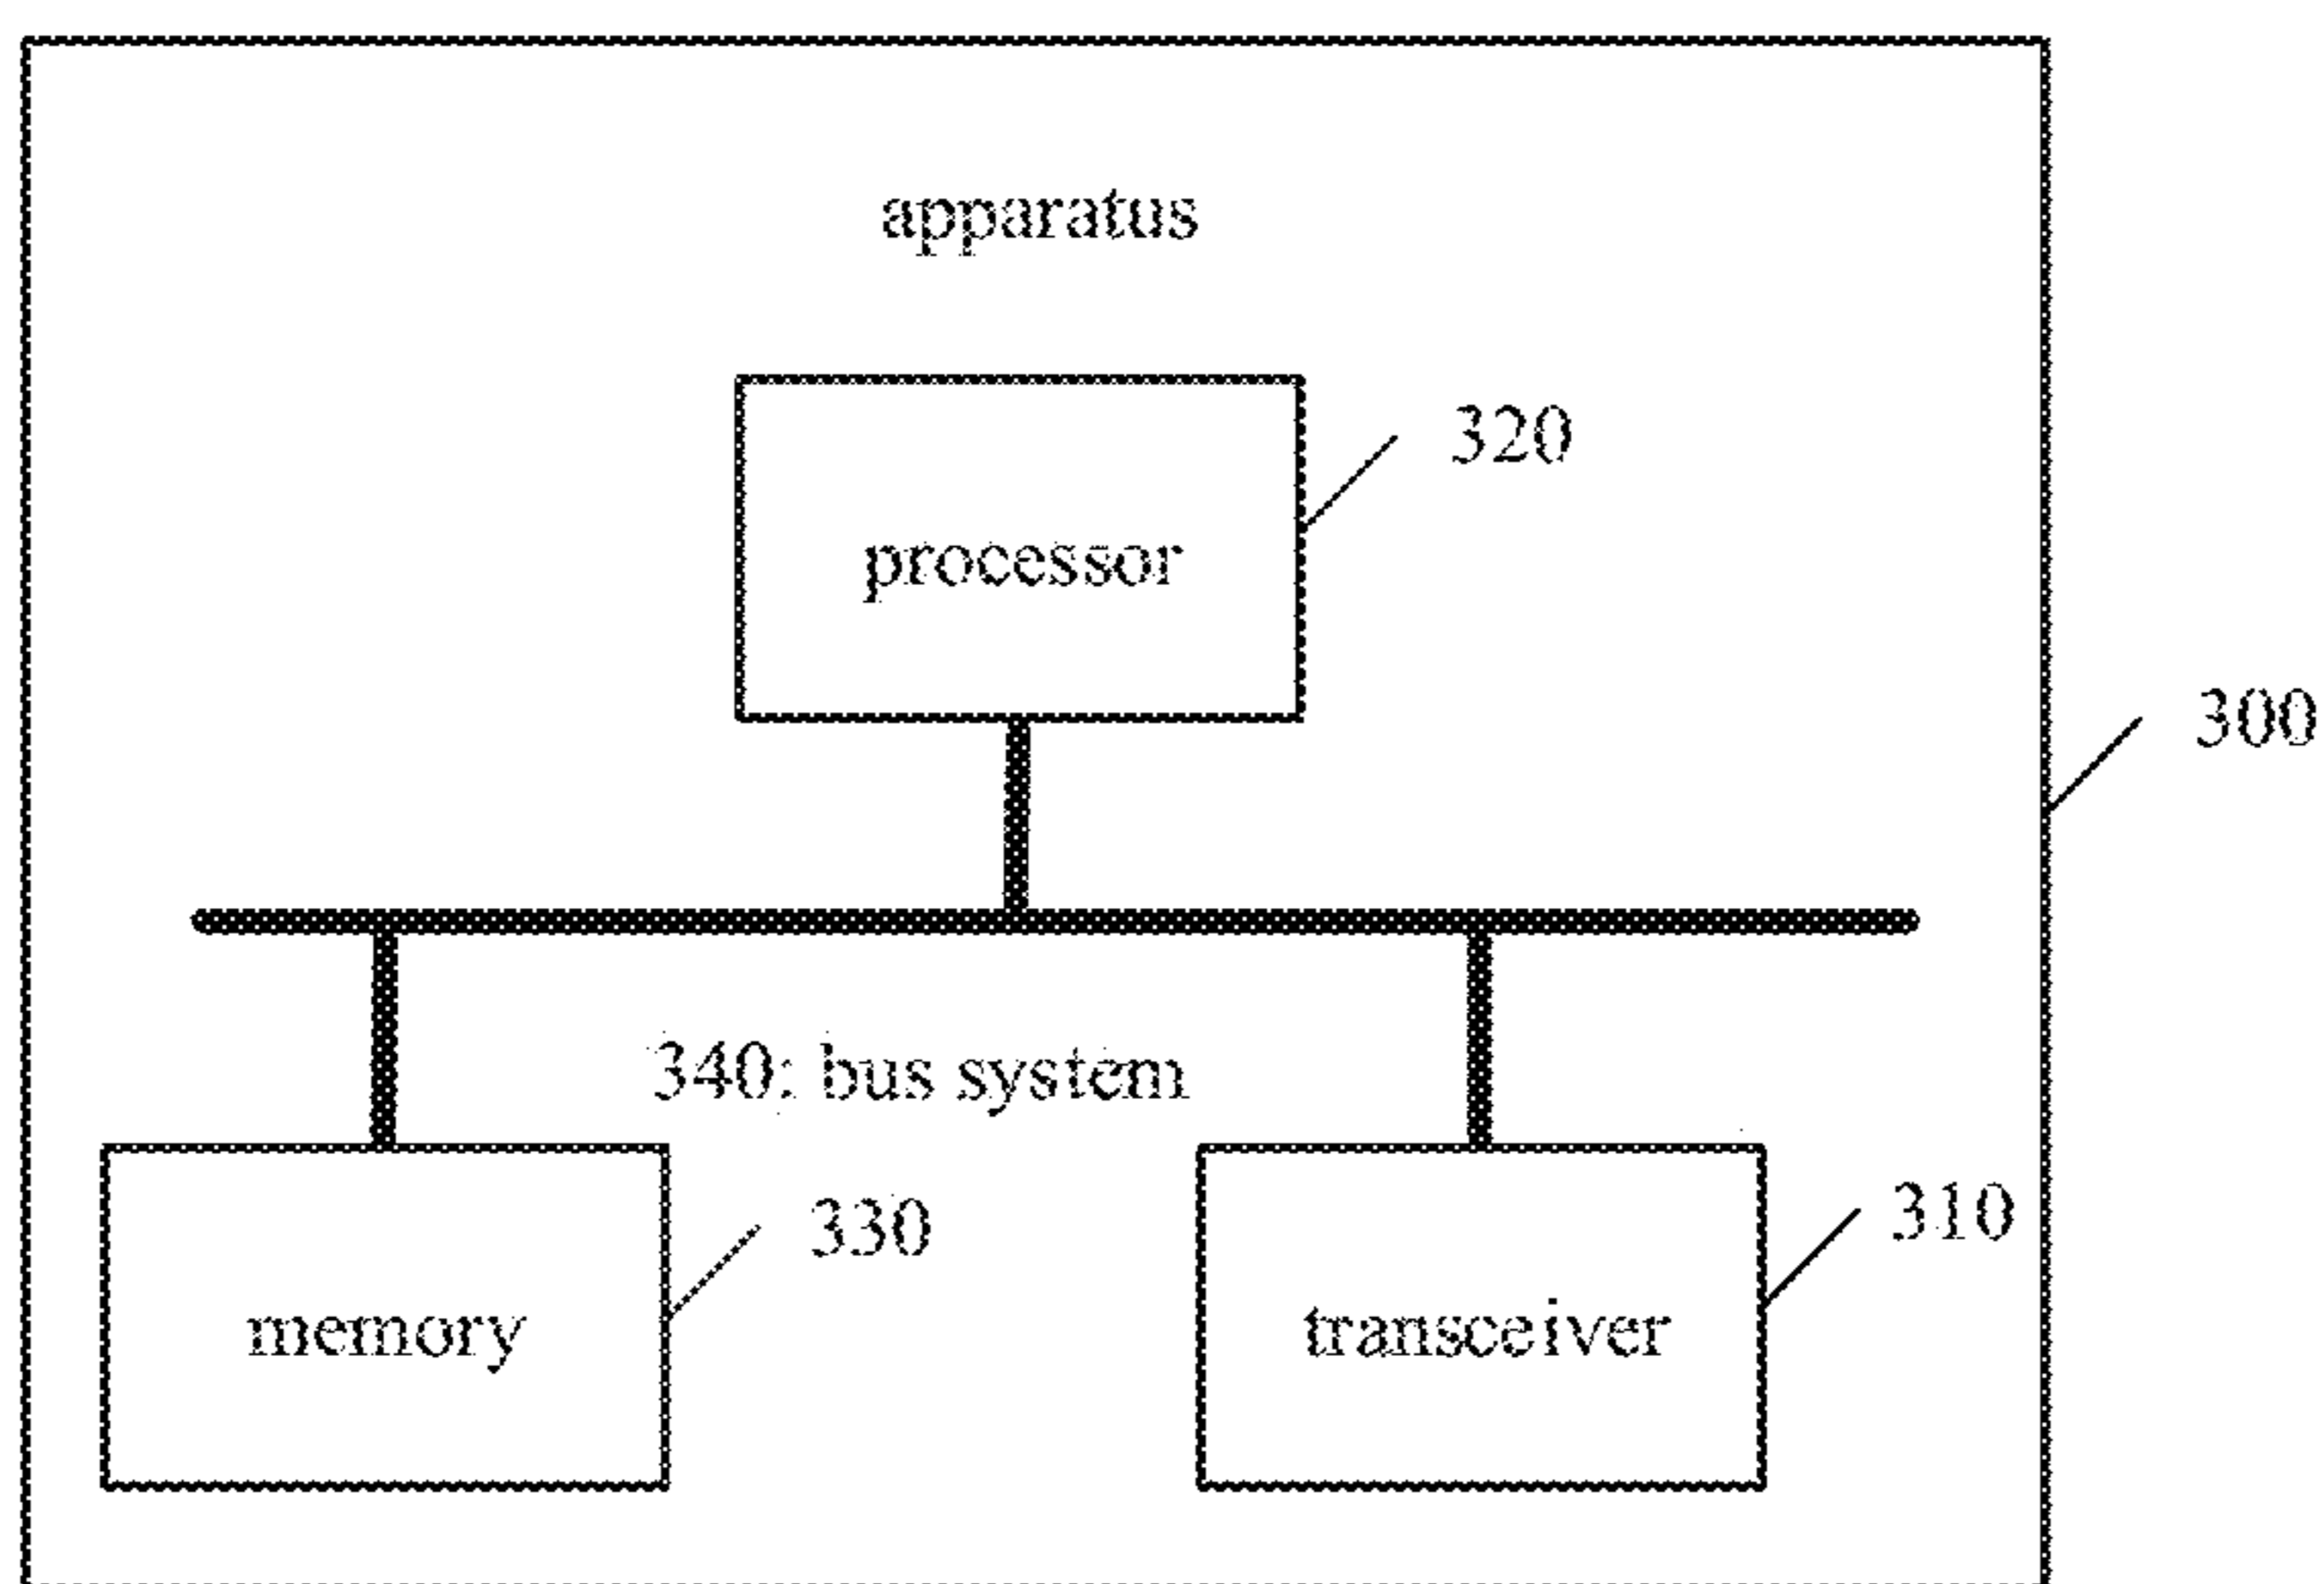 apparatus
320
processor
300
340: bus system
330
310
memory
transceiver